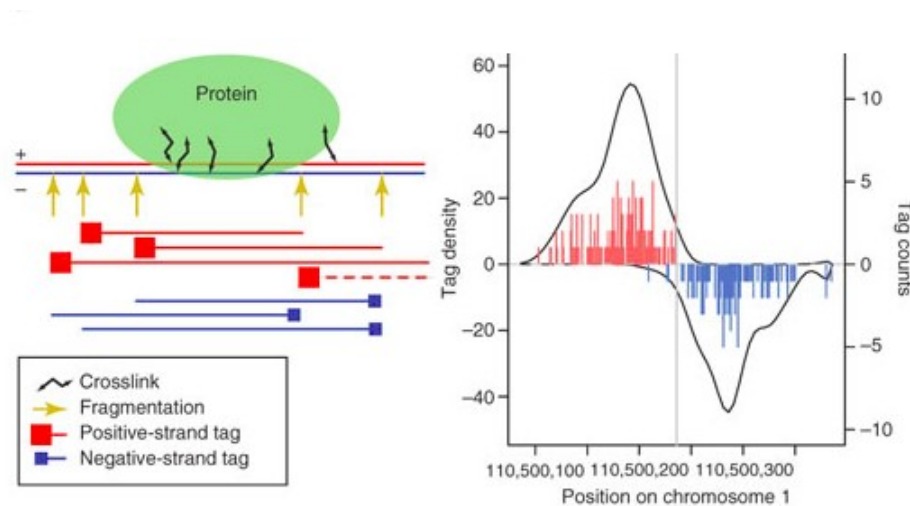 Protein
+
−
Crosslink
Fragmentation
Positive-strand tag
Negative-strand tag
Tag density
60
40
20
0
−20
−40
Tag counts
10
5
0
−5
−10
110,500,100 110,500,200 110,500,300
Position on chromosome 1